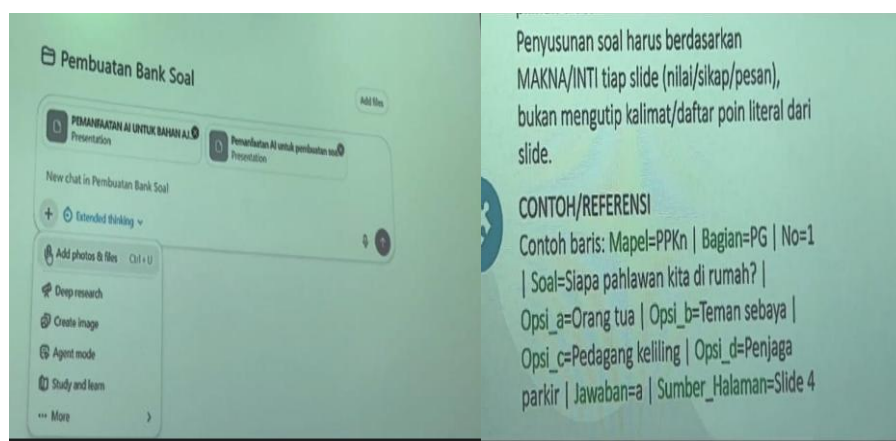 Pembuatan Bank Soal
Add files
PEMANFAATAN AI UNTUK BAHAN AJ
Presentation
Pemanfaatan AI untuk pembuatan soal
Presentation
New chat in Pembuatan Bank Soal
Extended thinking
Add photos & files Ctrl + U
Deep research
Create image
Agent mode
Study and learn
More
Penyusunan soal harus berdasarkan
MAKNA/INTI tiap slide (nilai/sikap/pesan),
bukan mengutip kalimat/daftar poin literal dari
slide.
CONTOH/REFERENSI
Contoh baris: Mapel=PPKn | Bagian=PG | No=1
| Soal=Siapa pahlawan kita di rumah? |
Opsi_a=Orang tua | Opsi_b=Teman sebaya |
Opsi_c=Pedagang keliling | Opsi_d=Penjaga
parkir | Jawaban=a | Sumber_Halaman=Slide 4